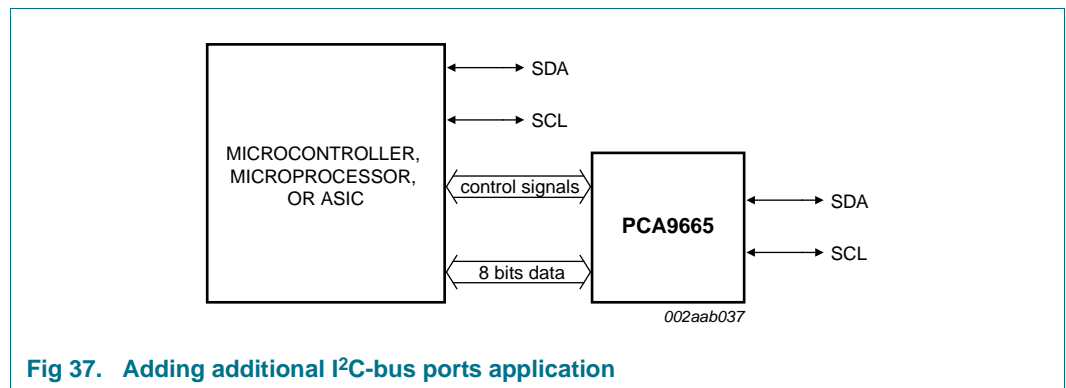 SDA
SCL
MICROCONTROLLER,
MICROPROCESSOR,
OR ASIC
control signals
PCA9665
SDA
SCL
8 bits data
002aab037
Fig 37. Adding additional I²C-bus ports application